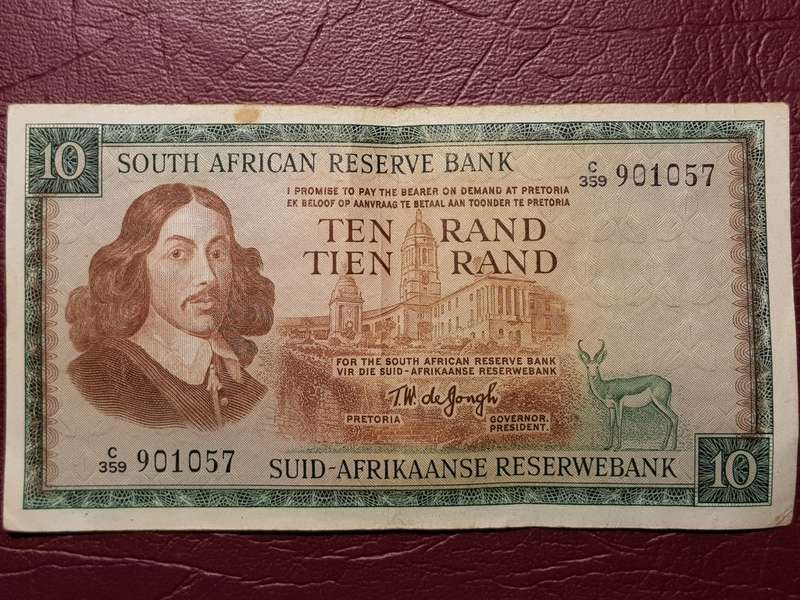 10
SOUTH AFRICAN RESERVE BANK
C/359 901057
I PROMISE TO PAY THE BEARER ON DEMAND AT PRETORIA
EK BELOOF OP AANVRAAG TE BETAAL AAN TOONDER TE PRETORIA
TEN RAND
TIEN RAND
FOR THE SOUTH AFRICAN RESERVE BANK
VIR DIE SUID-AFRIKAANSE RESERWEBANK
T.W. de Jongh
PRETORIA GOVERNOR.
PRESIDENT.
C/359 901057
SUID-AFRIKAANSE RESERWEBANK
10